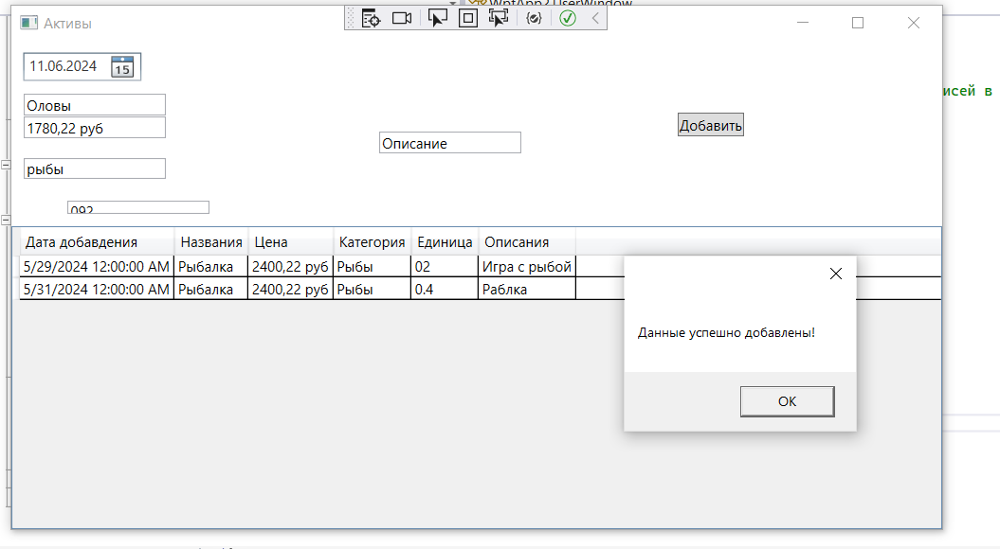 WpfApp2.UserWindow
Активы
11.06.2024 15
исей в
Оловы
1780,22 руб
Добавить
Описание
рыбы
092
Дата добавдения Названия Цена Категория Единица Описания
5/29/2024 12:00:00 AM Рыбалка 2400,22 руб Рыбы 02 Игра с рыбой
5/31/2024 12:00:00 AM Рыбалка 2400,22 руб Рыбы 0.4 Раблка
Данные успешно добавлены!
OK